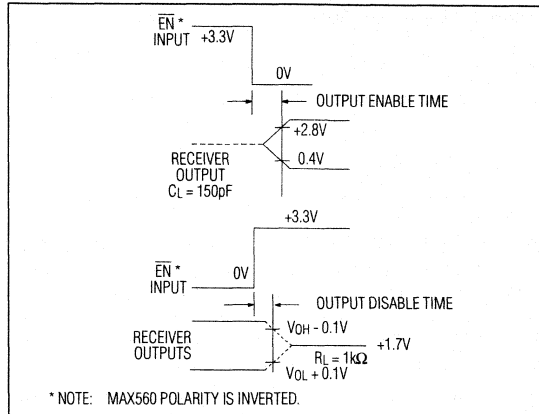 EN *
INPUT
+3.3V
0V
OUTPUT ENABLE TIME
+2.8V
0.4V
RECEIVER
OUTPUT
CL = 150pF
+3.3V
0V
EN *
INPUT
OUTPUT DISABLE TIME
VOH - 0.1V
RECEIVER
OUTPUTS
+1.7V
RL = 1kΩ
VOL + 0.1V
* NOTE: MAX560 POLARITY IS INVERTED.